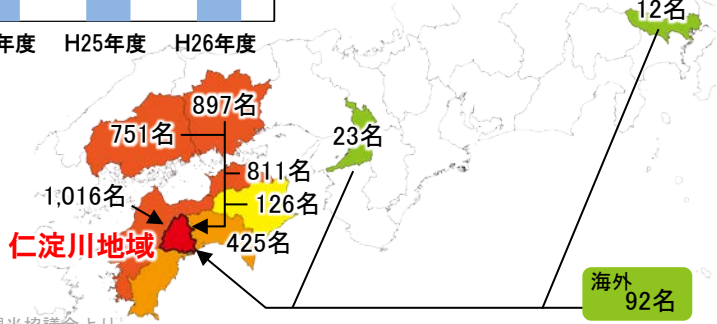 12名
年度 H25年度 H26年度
897名
751名
23名
811名
1,016名
126名
仁淀川地域
425名
海外
92名